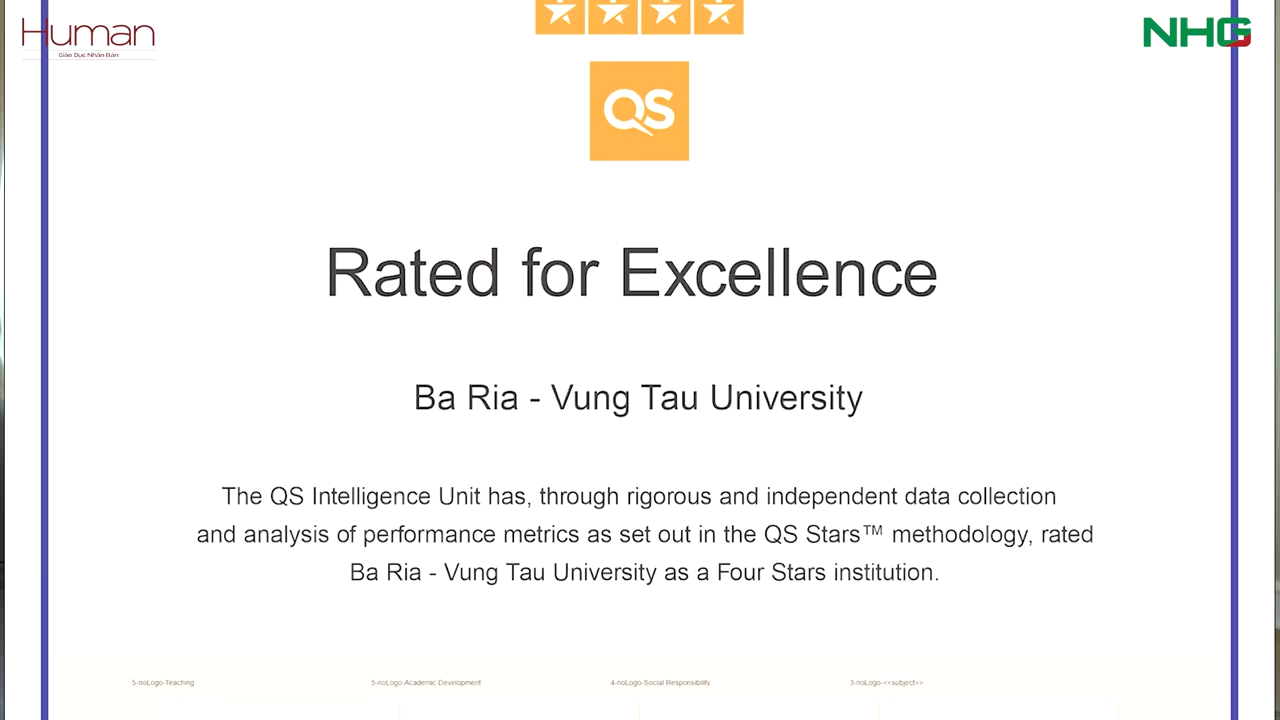 Human
Giáo Dục Nhân Bản
NHG
QS
Rated for Excellence
Ba Ria - Vung Tau University
The QS Intelligence Unit has, through rigorous and independent data collection
and analysis of performance metrics as set out in the QS Stars™ methodology, rated
Ba Ria - Vung Tau University as a Four Stars institution.
5-noLogo-Teaching
5-noLogo-Academic Development
4-noLogo-Social Responsibility
3-noLogo-<<subject>>